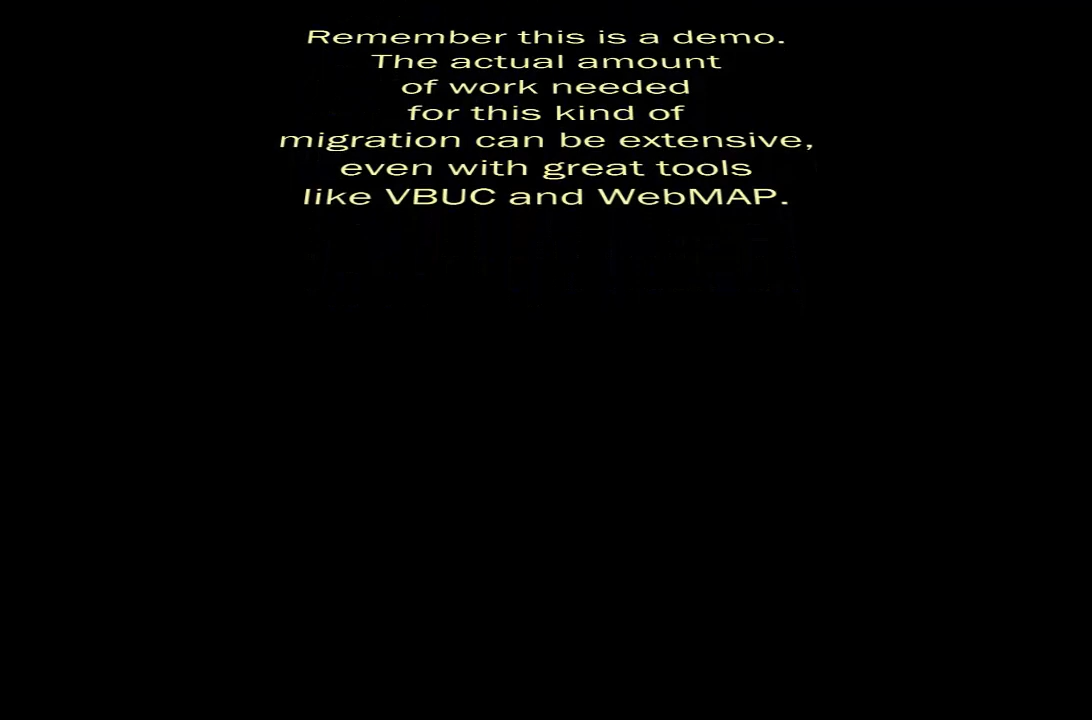 Remember this is a demo.
The actual amount
of work needed
for this kind of
migration can be extensive,
even with great tools
like VBUC and WebMAP.